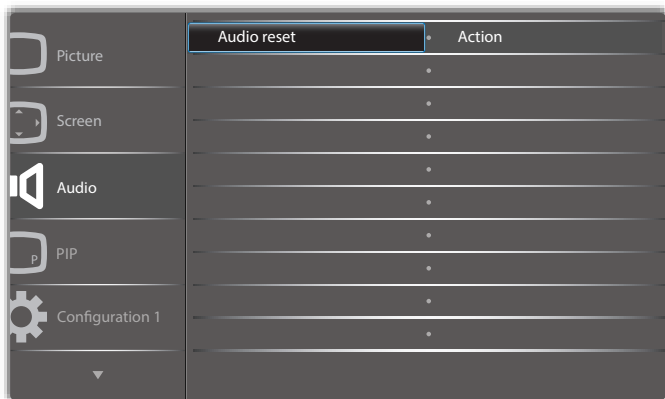 Picture
Screen
Audio
P
PIP
Configuration 1
Audio reset
Action